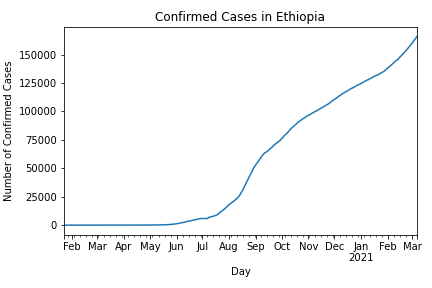 Confirmed Cases in Ethiopia
Number of Confirmed Cases
150000
125000
100000
75000
50000
25000
0
Feb Mar Apr May Jun Jul Aug Sep Oct Nov Dec Jan Feb Mar
2021
Day